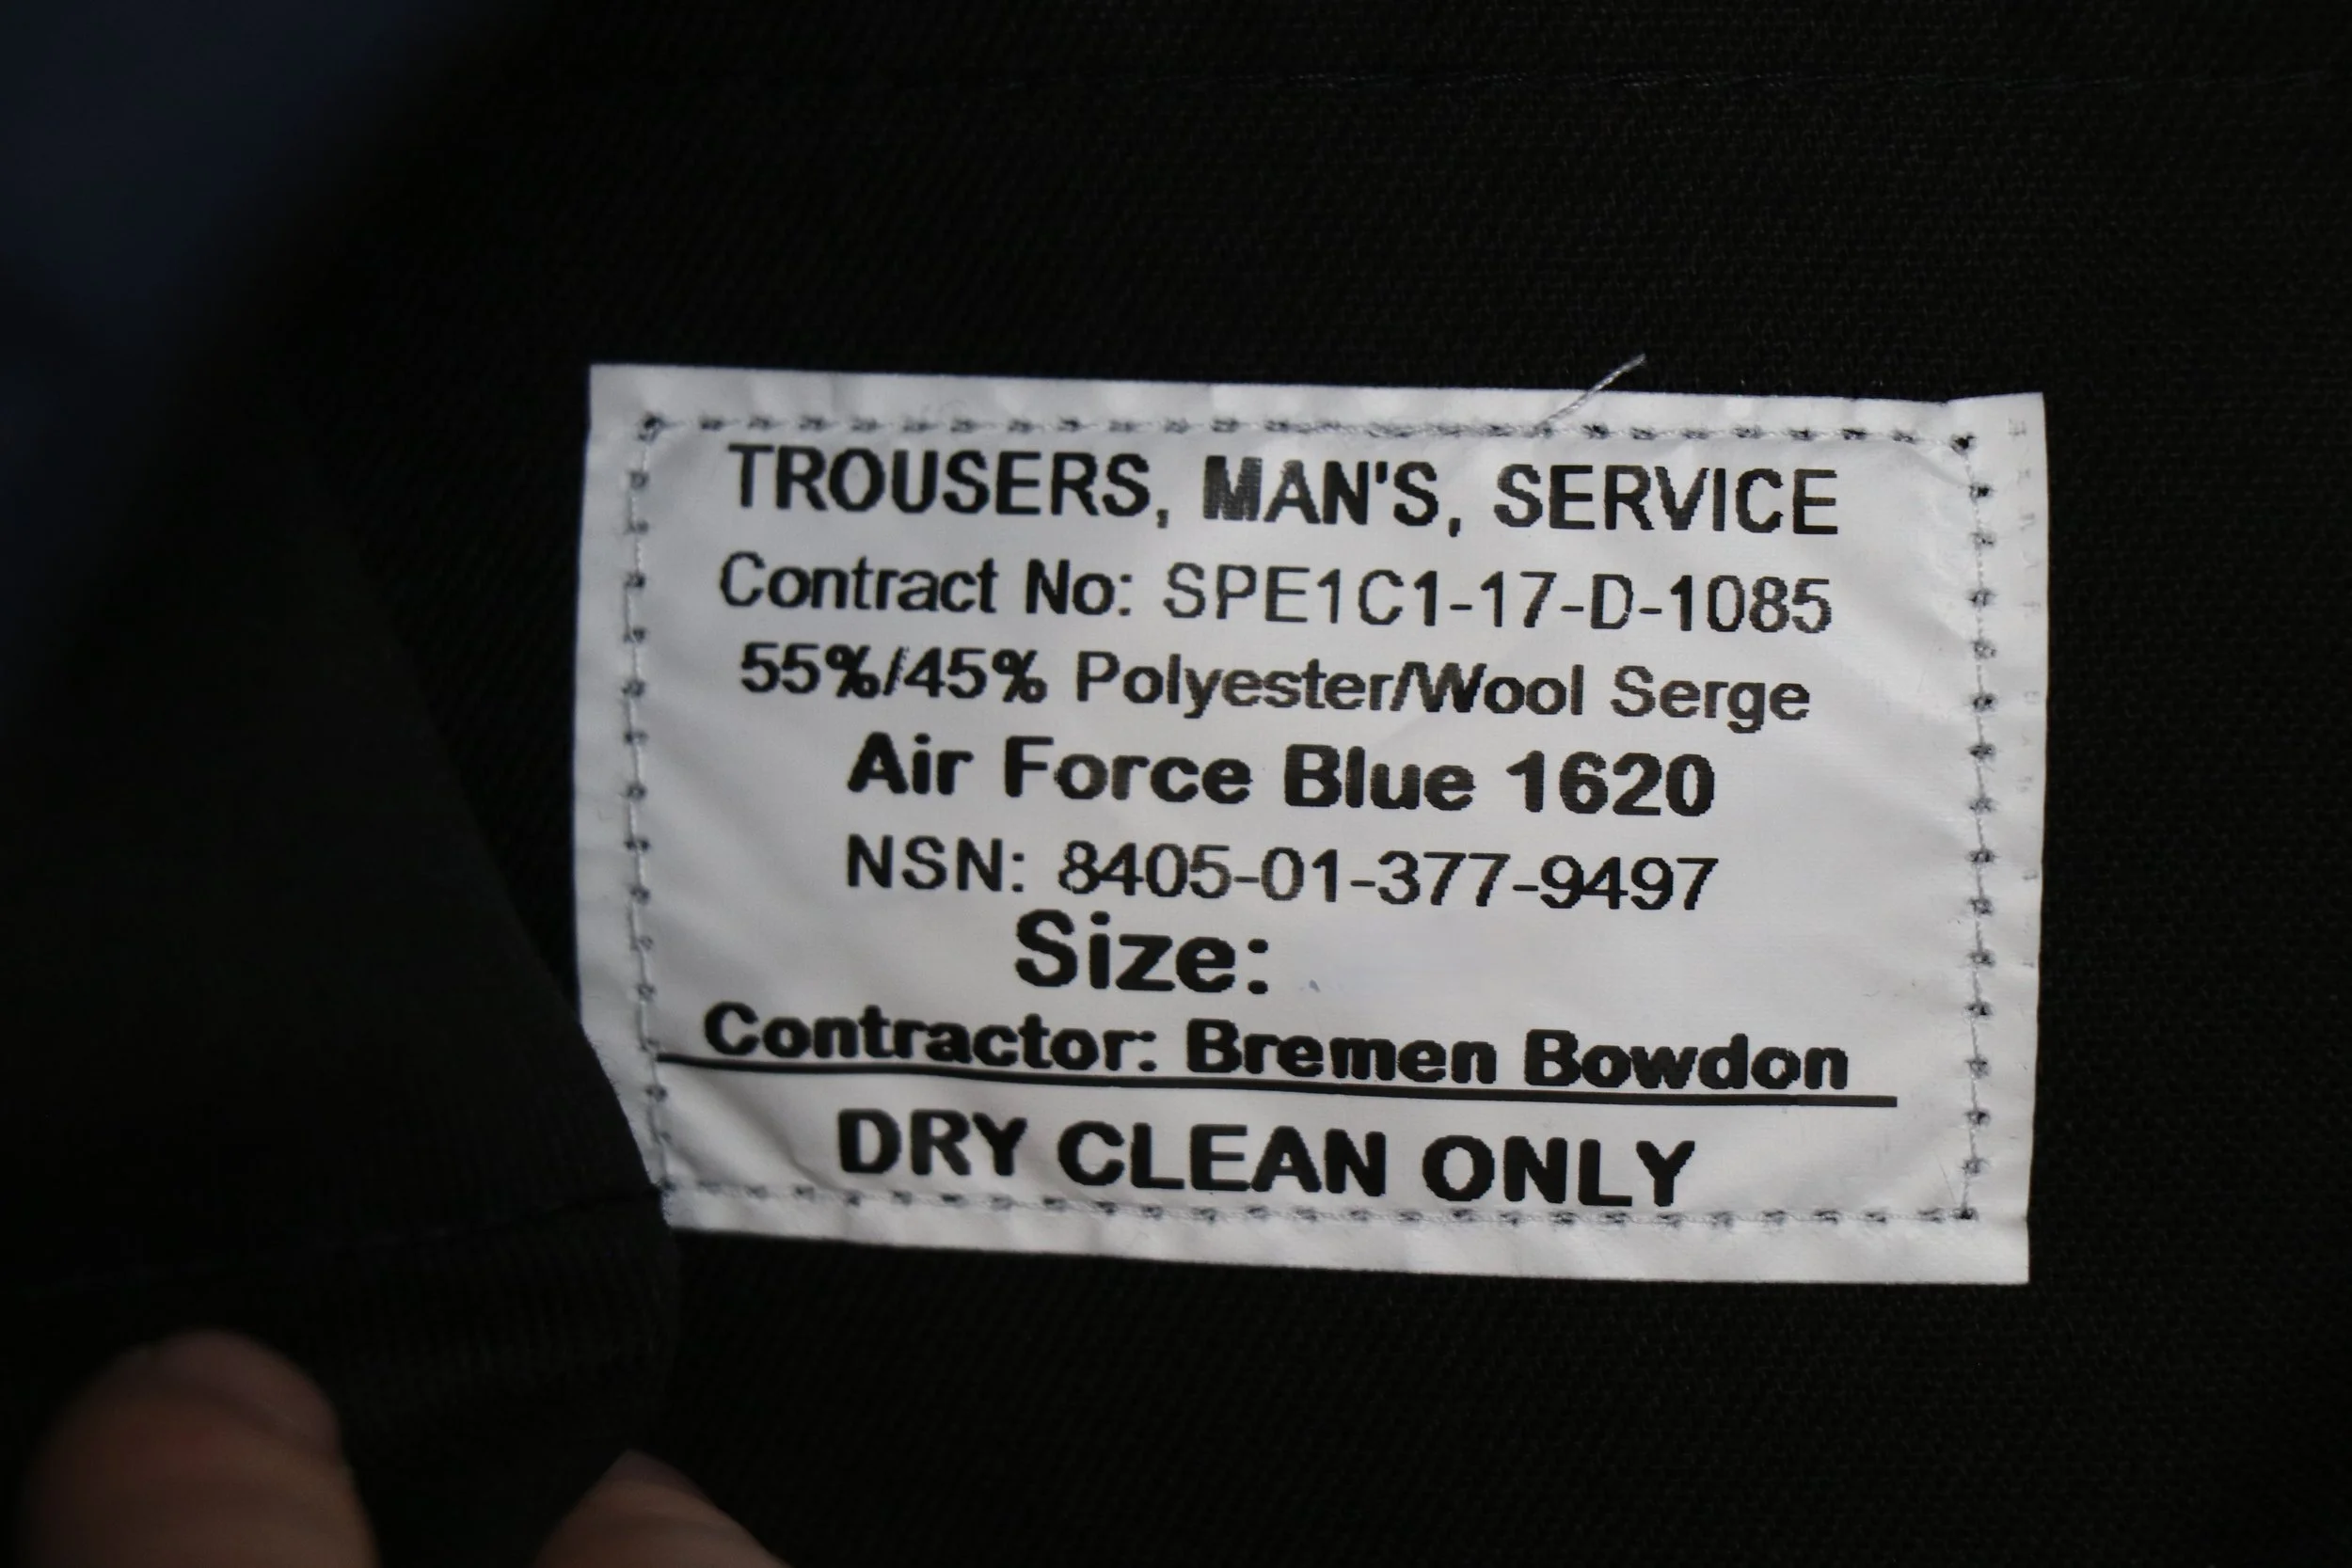 TROUSERS, MAN'S, SERVICE
Contract No: SPE1C1-17-D-1085
55%/45% Polyester/Wool Serge
Air Force Blue 1620
NSN: 8405-01-377-9497
Size:
Contractor: Bremen Bowdon
DRY CLEAN ONLY